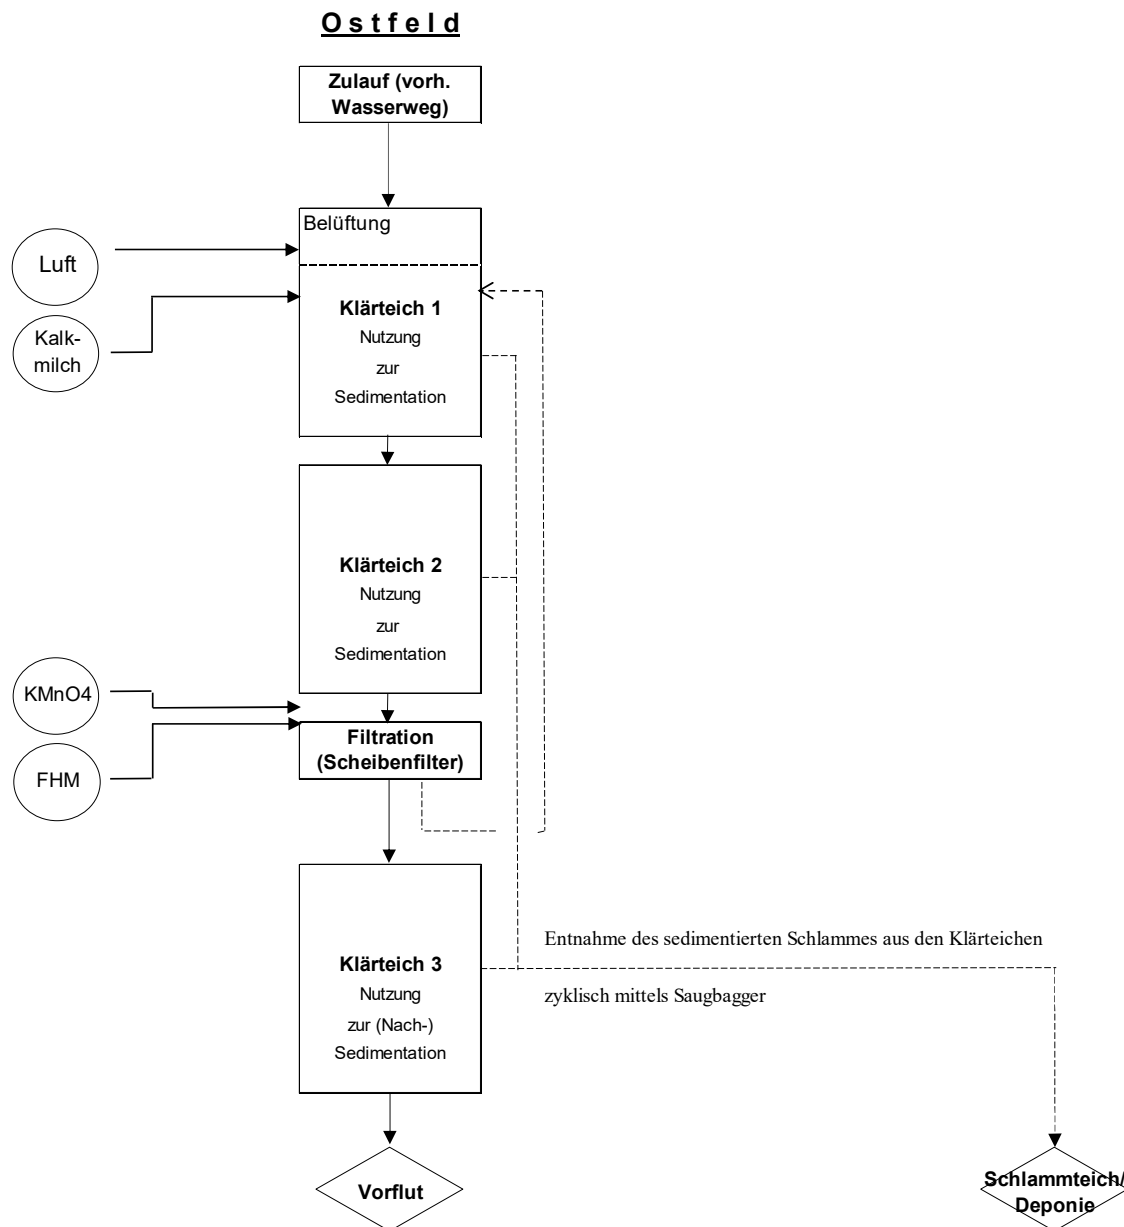 O s t f e l d
Zulauf (vorh.
Wasserweg)
Belüftung
Luft
Klärteich 1
Nutzung
zur
Sedimentation
Kalk-
milch
Klärteich 2
Nutzung
zur
Sedimentation
KMnO4
Filtration
(Scheibenfilter)
FHM
Entnahme des sedimentierten Schlammes aus den Klärteichen
zyklisch mittels Saugbagger
Klärteich 3
Nutzung
zur (Nach-)
Sedimentation
Vorflut
Schlammteich/
Deponie